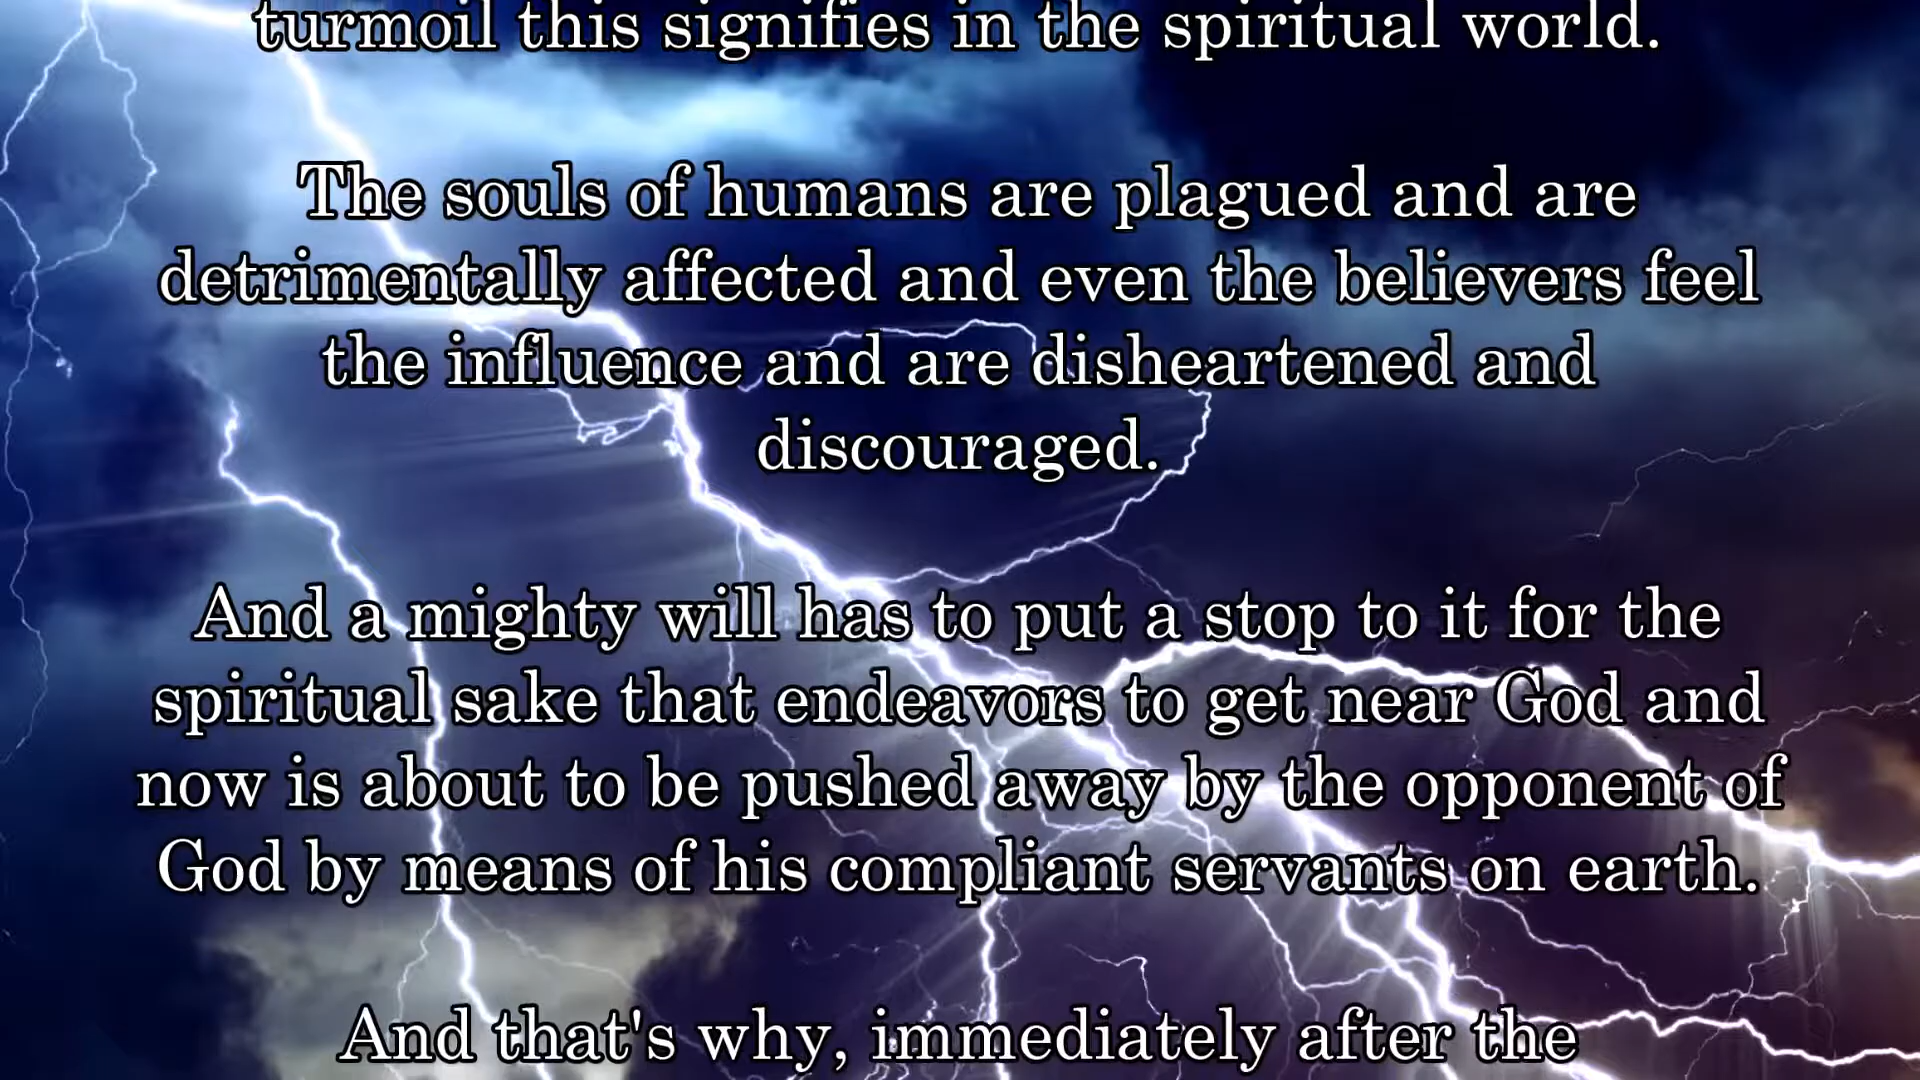 turmoil this signifies in the spiritual world.
The souls of humans are plagued and are
detrimentally affected and even the believers feel
the influence and are disheartened and
discouraged.
And a mighty will has to put a stop to it for the
spiritual sake that endeavors to get near God and
now is about to be pushed away by the opponent of
God by means of his compliant servants on earth.
And that's why, immediately after the